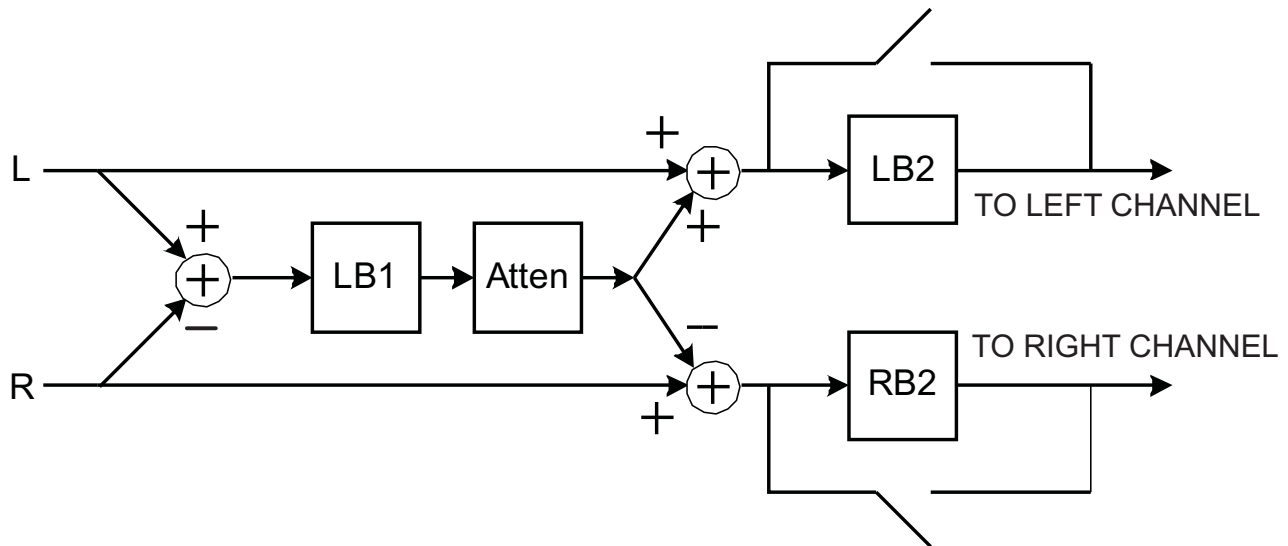 +
L
+
LB2
TO LEFT CHANNEL
+
+
+
+
LB1
Atten
−
−
TO RIGHT CHANNEL
R
+
RB2
+